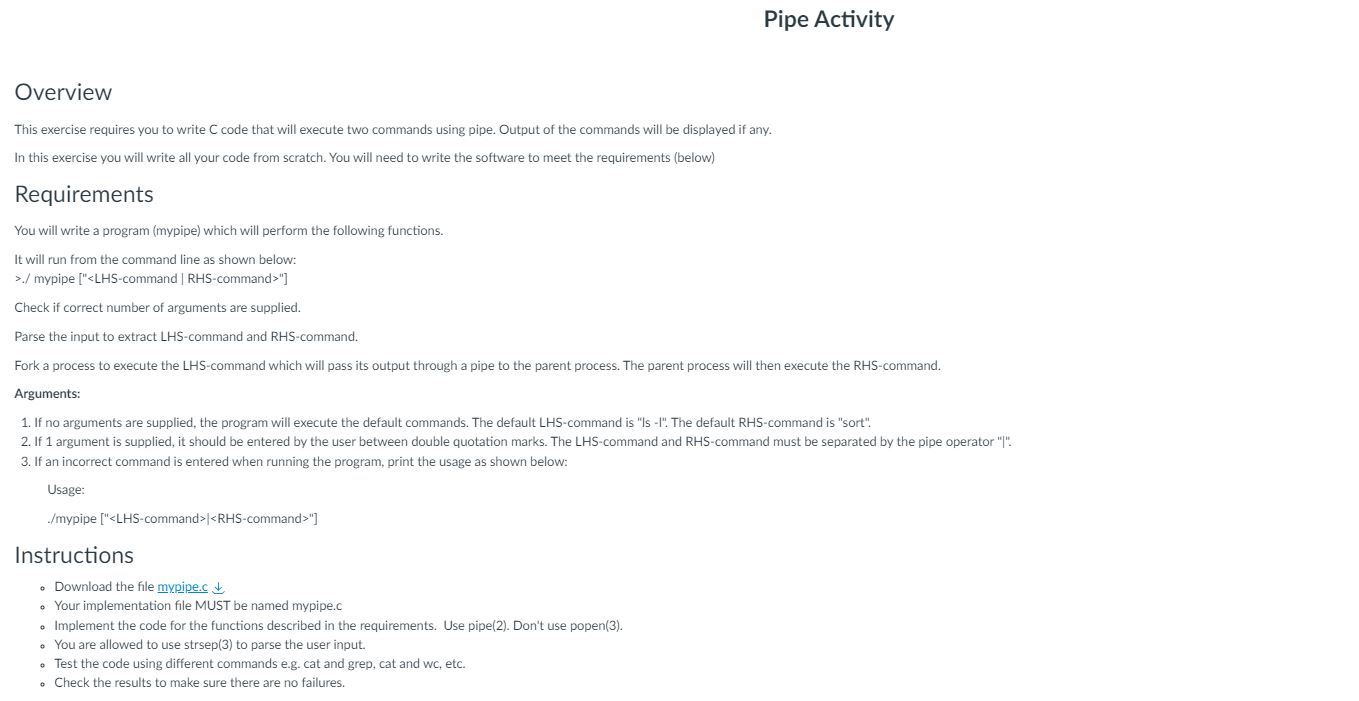 Pipe Activity
Overview
This exercise requires you to write C code that will execute two commands using pipe. Output of the commands will be displayed if any.
In this exercise you will write all your code from scratch. You will need to write the software to meet the requirements (below)
Requirements
You will write a program (mypipe) which will perform the following functions.
It will run from the command line as shown below:
>./ mypipe ["<LHS-command | RHS-command>"]
Check if correct number of arguments are supplied.
Parse the input to extract LHS-command and RHS-command.
Fork a process to execute the LHS-command which will pass its output through a pipe to the parent process. The parent process will then execute the RHS-command.
Arguments:
1. If no arguments are supplied, the program will execute the default commands. The default LHS-command is "ls -l". The default RHS-command is "sort".
2. If 1 argument is supplied, it should be entered by the user between double quotation marks. The LHS-command and RHS-command must be separated by the pipe operator "|".
3. If an incorrect command is entered when running the program, print the usage as shown below:
Usage:
./mypipe ["<LHS-command>|<RHS-command>"]
Instructions
Download the file mypipe.c
Your implementation file MUST be named mypipe.c
Implement the code for the functions described in the requirements. Use pipe(2). Don't use popen(3).
You are allowed to use strsep(3) to parse the user input.
Test the code using different commands e.g. cat and grep, cat and wc, etc.
Check the results to make sure there are no failures.